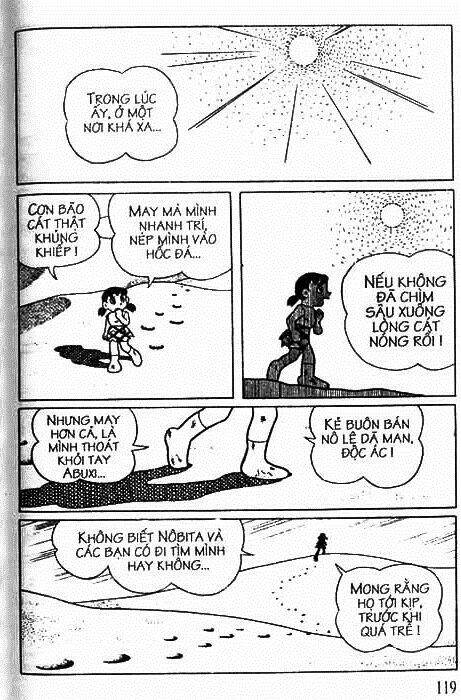 TRONG LÚC
ẤY, Ở MỘT
NƠI KHÁ XA...
CƠN BÃO
CÁT THẬT
KHỦNG
KHIẾP !
MAY MÀ MÌNH
NHANH TRÍ,
NÉP MÌNH VÀO
HỐC ĐÁ...
NẾU KHÔNG
ĐÃ CHÌM
SÂU XUỐNG
LÒNG CÁT
NÓNG RỒI !
NHƯNG MAY
HƠN CẢ, LÀ
MÌNH THOÁT
KHỎI TAY
ABUXI...
KẺ BUÔN BÁN
NÔ LỆ DÃ MAN,
ĐỘC ÁC !
KHÔNG BIẾT NÔBITA VÀ
CÁC BẠN CÓ ĐI TÌM MÌNH
HAY KHÔNG...
MONG RẰNG
HỌ TỚI KỊP,
TRƯỚC KHI
QUÁ TRỄ !
119